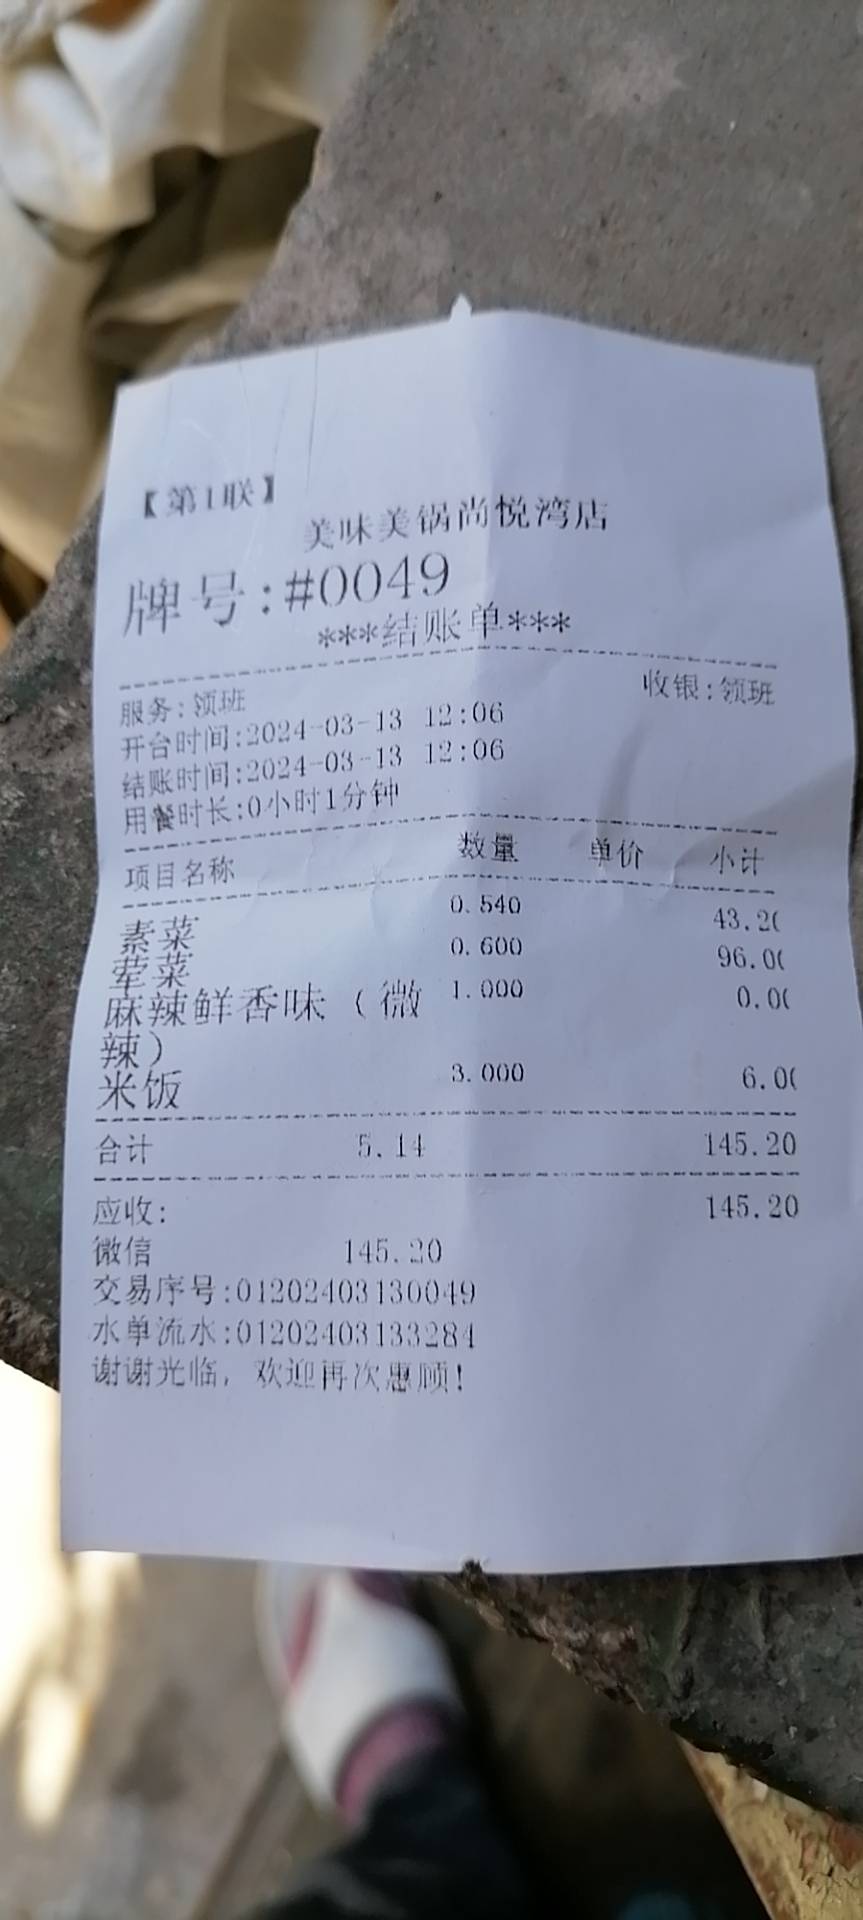 【第1联】
美味美锅尚悦湾店
牌号:#0049
***结账单***
服务:领班 收银:领班
开台时间:2024-03-13 12:06
结账时间:2024-03-13 12:06
用餐时长:0小时1分钟
项目名称 数量 单价 小计
素菜 0.540 43.20
荤菜 0.600 96.00
麻辣鲜香味（微 1.000 0.00
辣）
米饭 3.000 6.00
合计 5.14 145.20
应收: 145.20
微信 145.20
交易序号:01202403130049
水单流水:01202403133284
谢谢光临，欢迎再次惠顾!